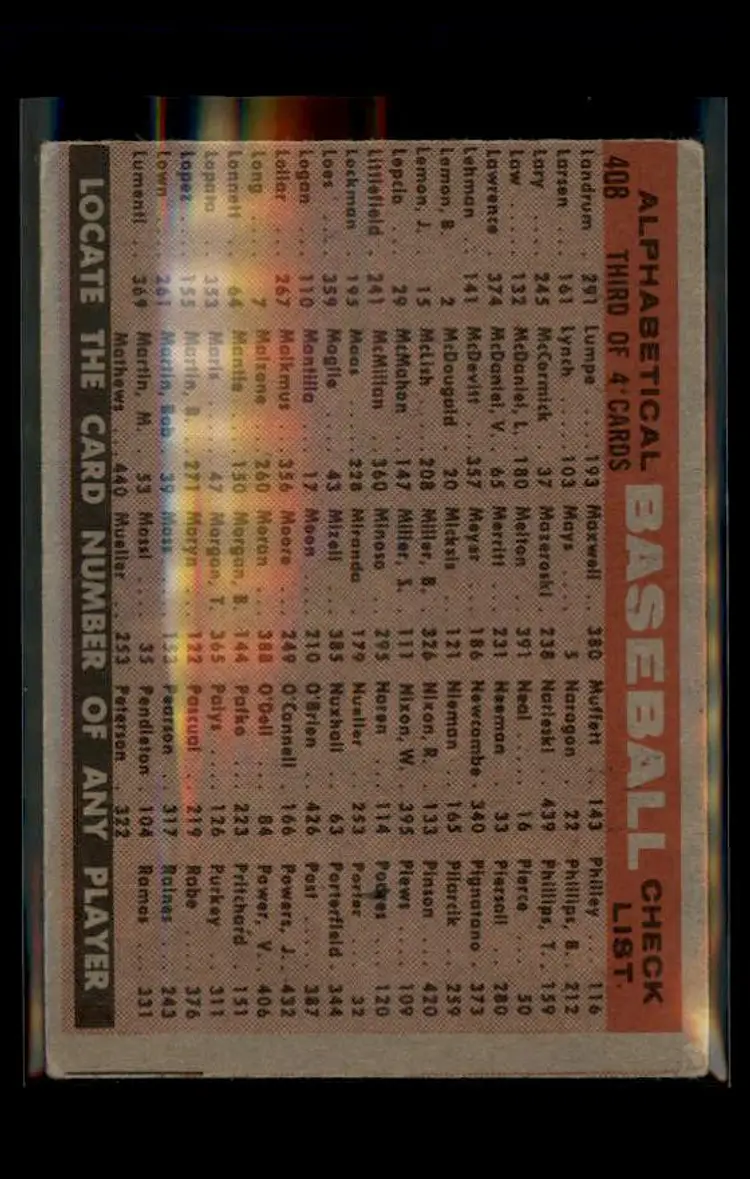 ALPHABETICAL BASEBALL CHECK LIST
40B THIRD OF 4 CARDS
Landrum . 291
Larsen .... 161
Lary .... 245
Law ..... 132
Lawrence . 374
Lehman .. 141
Lemon, B. 2
Lemon, J. . 15
Lepcio ... 29
Littlefield . 241
Lockman . 195
Loes .... 359
Logan ... 110
Lollar ... 267
Long .... 7
Lonnett .. 64
Lopata .. 353
Lopez .... 155
Lown .... 261
Lumenti .. 369
Lumpe ..... 193
Lynch ..... 103
McCormick . 37
McDaniel, L. 180
McDaniel, V. 65
McDevitt ... 357
McDougald . 20
McLish .... 208
McMahon .. 147
McMillan .. 360
Maas ..... 228
Maglie .... 43
Mantilla ... 17
Malkmus .. 356
Malzone ... 260
Mantle .... 150
Maris ..... 47
Martin, B. .. 271
Martin, Bob . 39
Martin, M. . 53
Mathews ... 440
Maxwell ... 380
Mays ..... 5
Mazeroski . 238
Melton ... 391
Merritt ... 231
Meyer ... 186
Micksis .. 121
Miller, B. . 326
Miller, S. . 111
Minoso .. 295
Miranda . 179
Mizell ... 385
Moon .... 210
Moore ... 249
Moran ... 388
Morgan, B. 144
Morgan, T. 365
Moryn ... 122
Moss .... 153
Mossi .... 35
Mueller .. 253
Muffett .. 143
Naragon . 22
Narleski .. 439
Neal ..... 16
Neeman .. 33
Newcombe . 340
Nieman .. 165
Nixon, R. . 133
Nixon, W. . 395
Noren ... 114
Nueller .. 253
Nuxhall .. 63
O'Brien .. 426
O'Connell . 166
O'Dell ... 84
Pafko ... 223
Palys .... 126
Pascual .. 219
Pearson .. 317
Pendleton . 104
Peterson . 322
Philley ... 116
Phillips, B. . 212
Phillips, T. . 159
Pierce .... 50
Piersall ... 280
Pignatano . 373
Pilarcik ... 259
Pinson ... 420
Plews .... 109
Podres ... 120
Porter ... 32
Porterfield . 344
Post ..... 387
Powers, J. . 432
Power, V. . 406
Pritchard . 151
Purkey ... 311
Rabe .... 376
Raines ... 243
Ramos ... 331
LOCATE THE CARD NUMBER OF ANY PLAYER